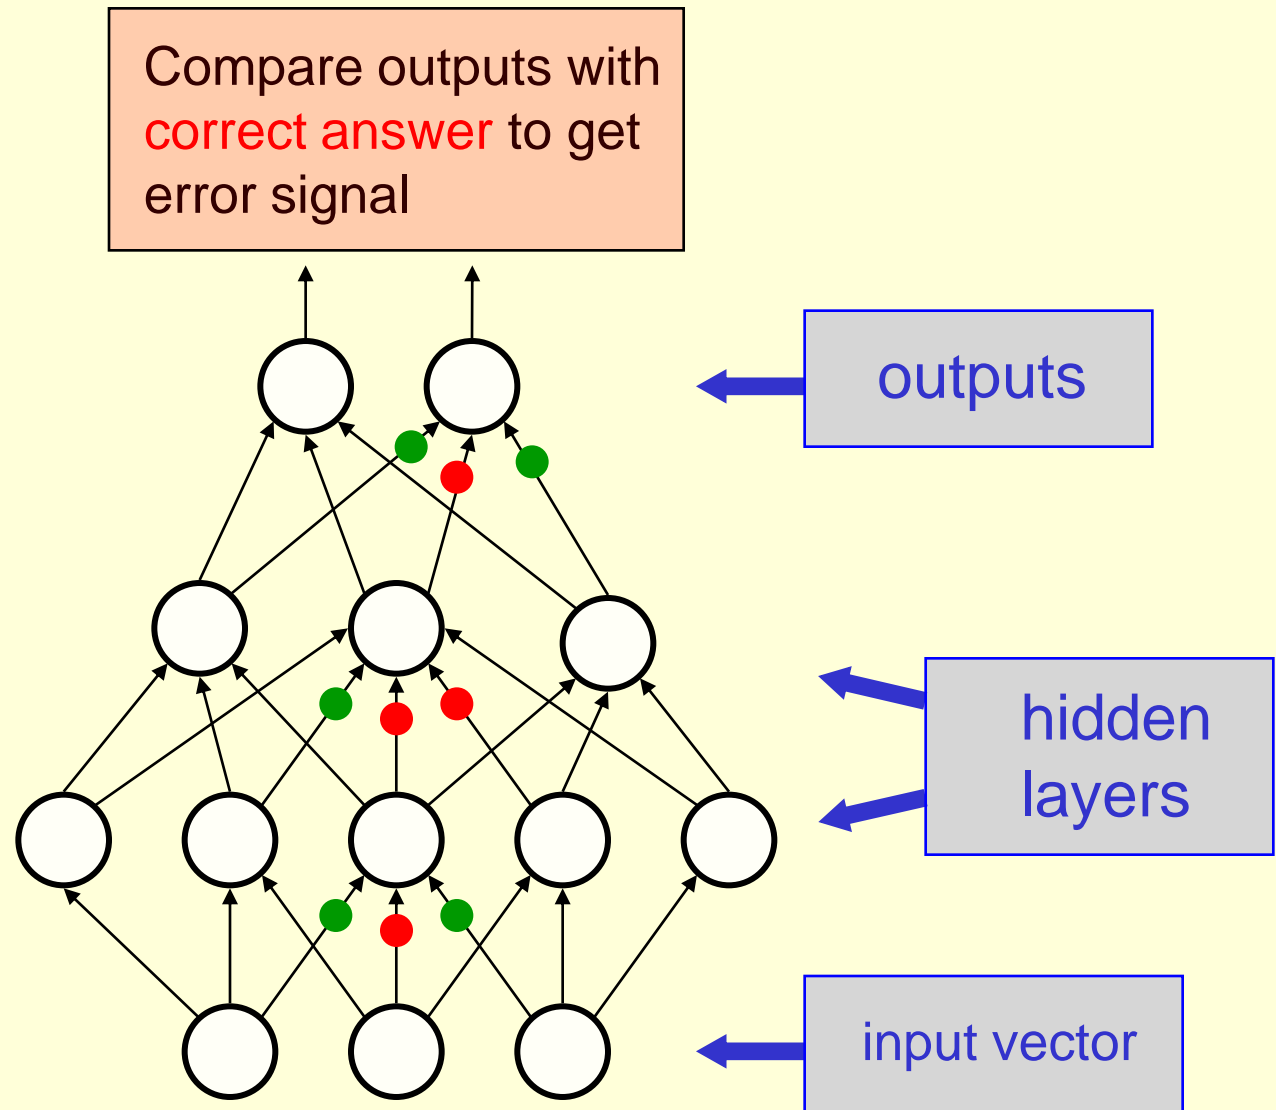 Compare outputs with
correct answer to get
error signal
outputs
hidden
layers
input vector